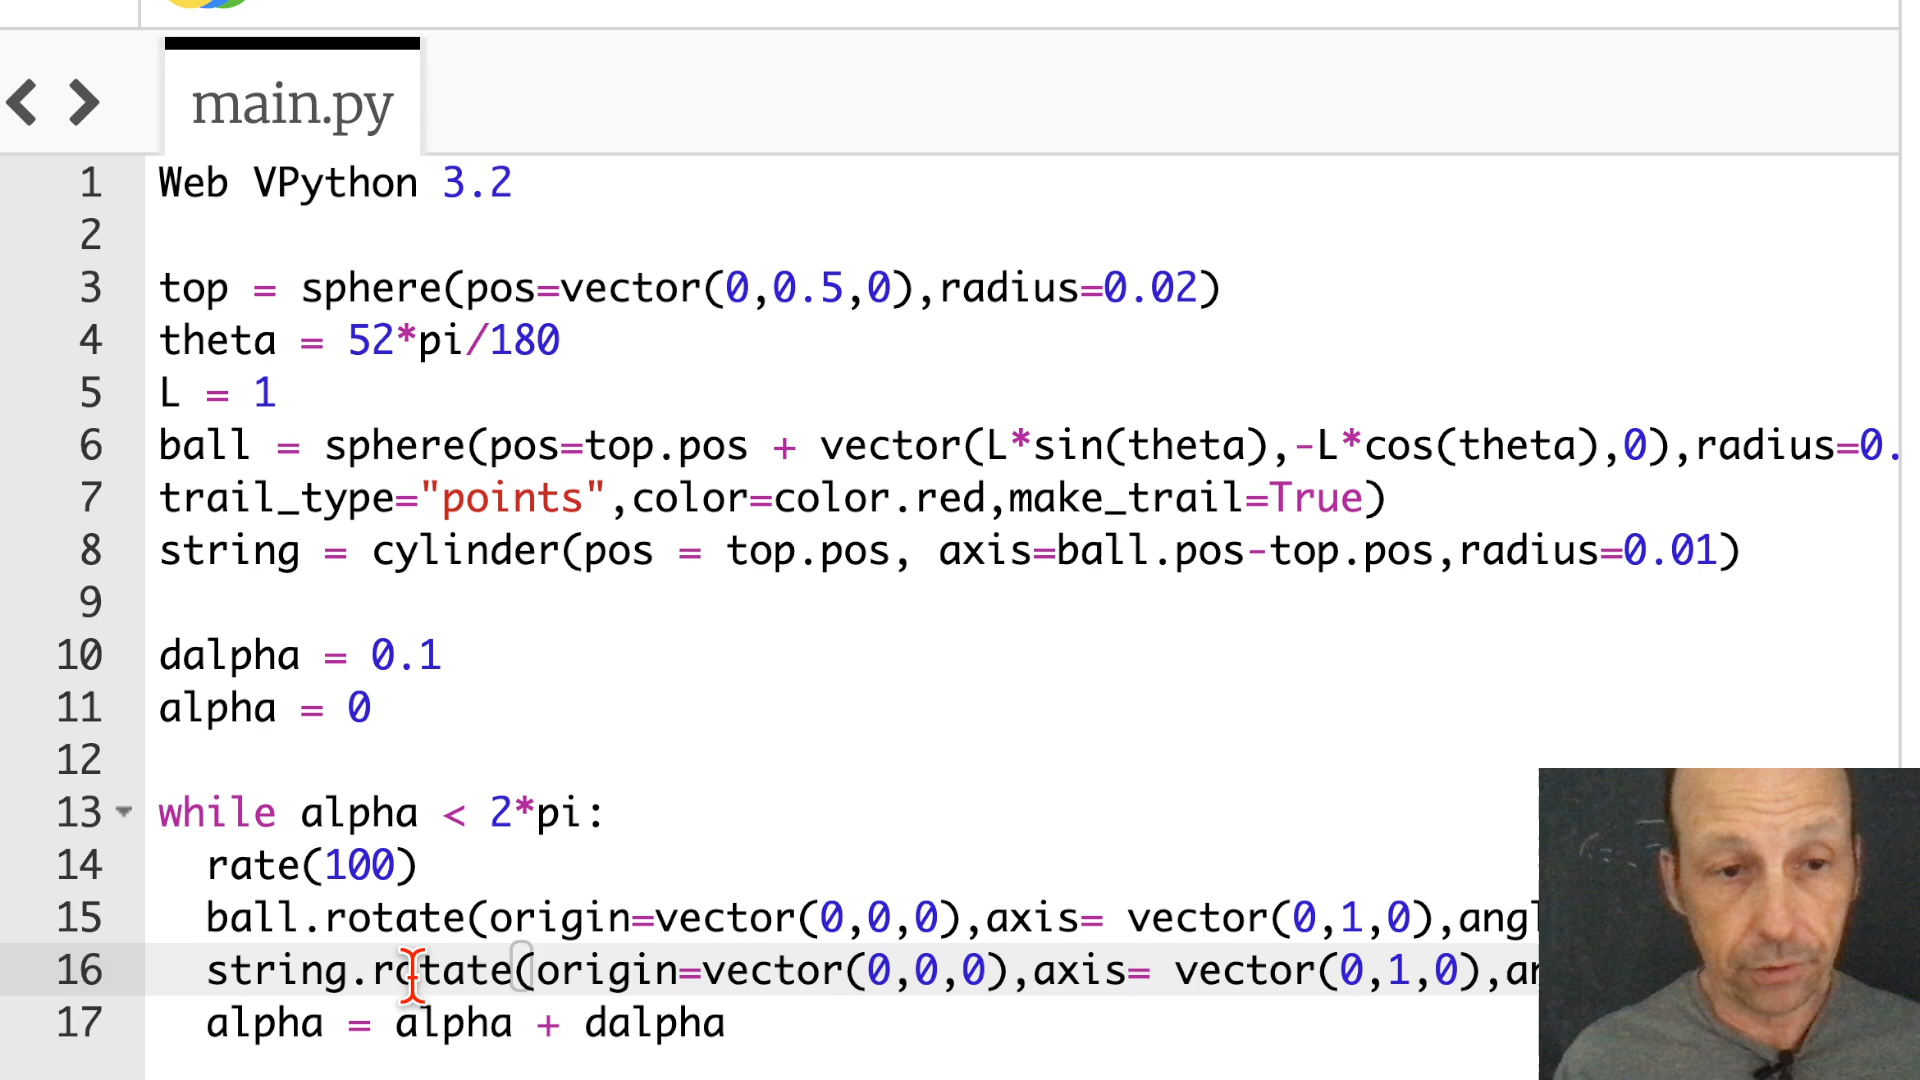 main.py
1 Web VPython 3.2
2
3 top = sphere(pos=vector(0,0.5,0),radius=0.02)
4 theta = 52*pi/180
5 L = 1
6 ball = sphere(pos=top.pos + vector(L*sin(theta),-L*cos(theta),0),radius=0.
7 trail_type="points",color=color.red,make_trail=True)
8 string = cylinder(pos = top.pos, axis=ball.pos-top.pos,radius=0.01)
9
10 dalpha = 0.1
11 alpha = 0
12
13 while alpha < 2*pi:
14 rate(100)
15 ball.rotate(origin=vector(0,0,0),axis= vector(0,1,0),angl
16 string.rotate(origin=vector(0,0,0),axis= vector(0,1,0),an
17 alpha = alpha + dalpha